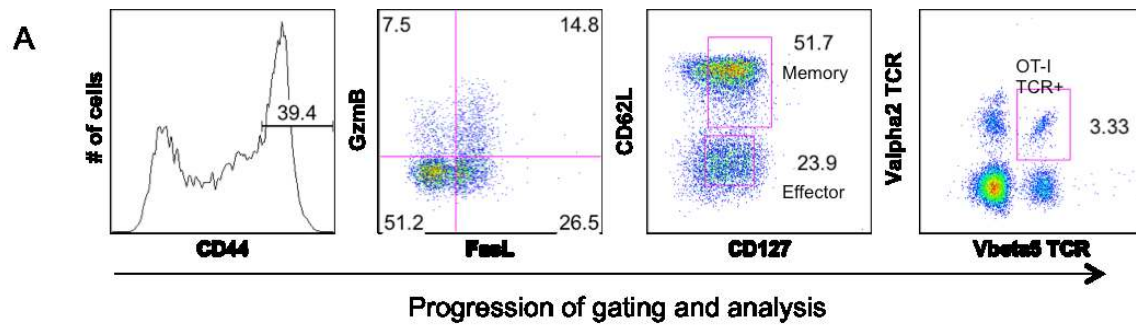 A
# of cells
39.4
CD44
GzmB
7.5
14.8
51.2
26.5
FasL
CD62L
51.7
Memory
23.9
Effector
CD127
Valpha2 TCR
OT-I
TCR+
3.33
Vbeta5 TCR
Progression of gating and analysis